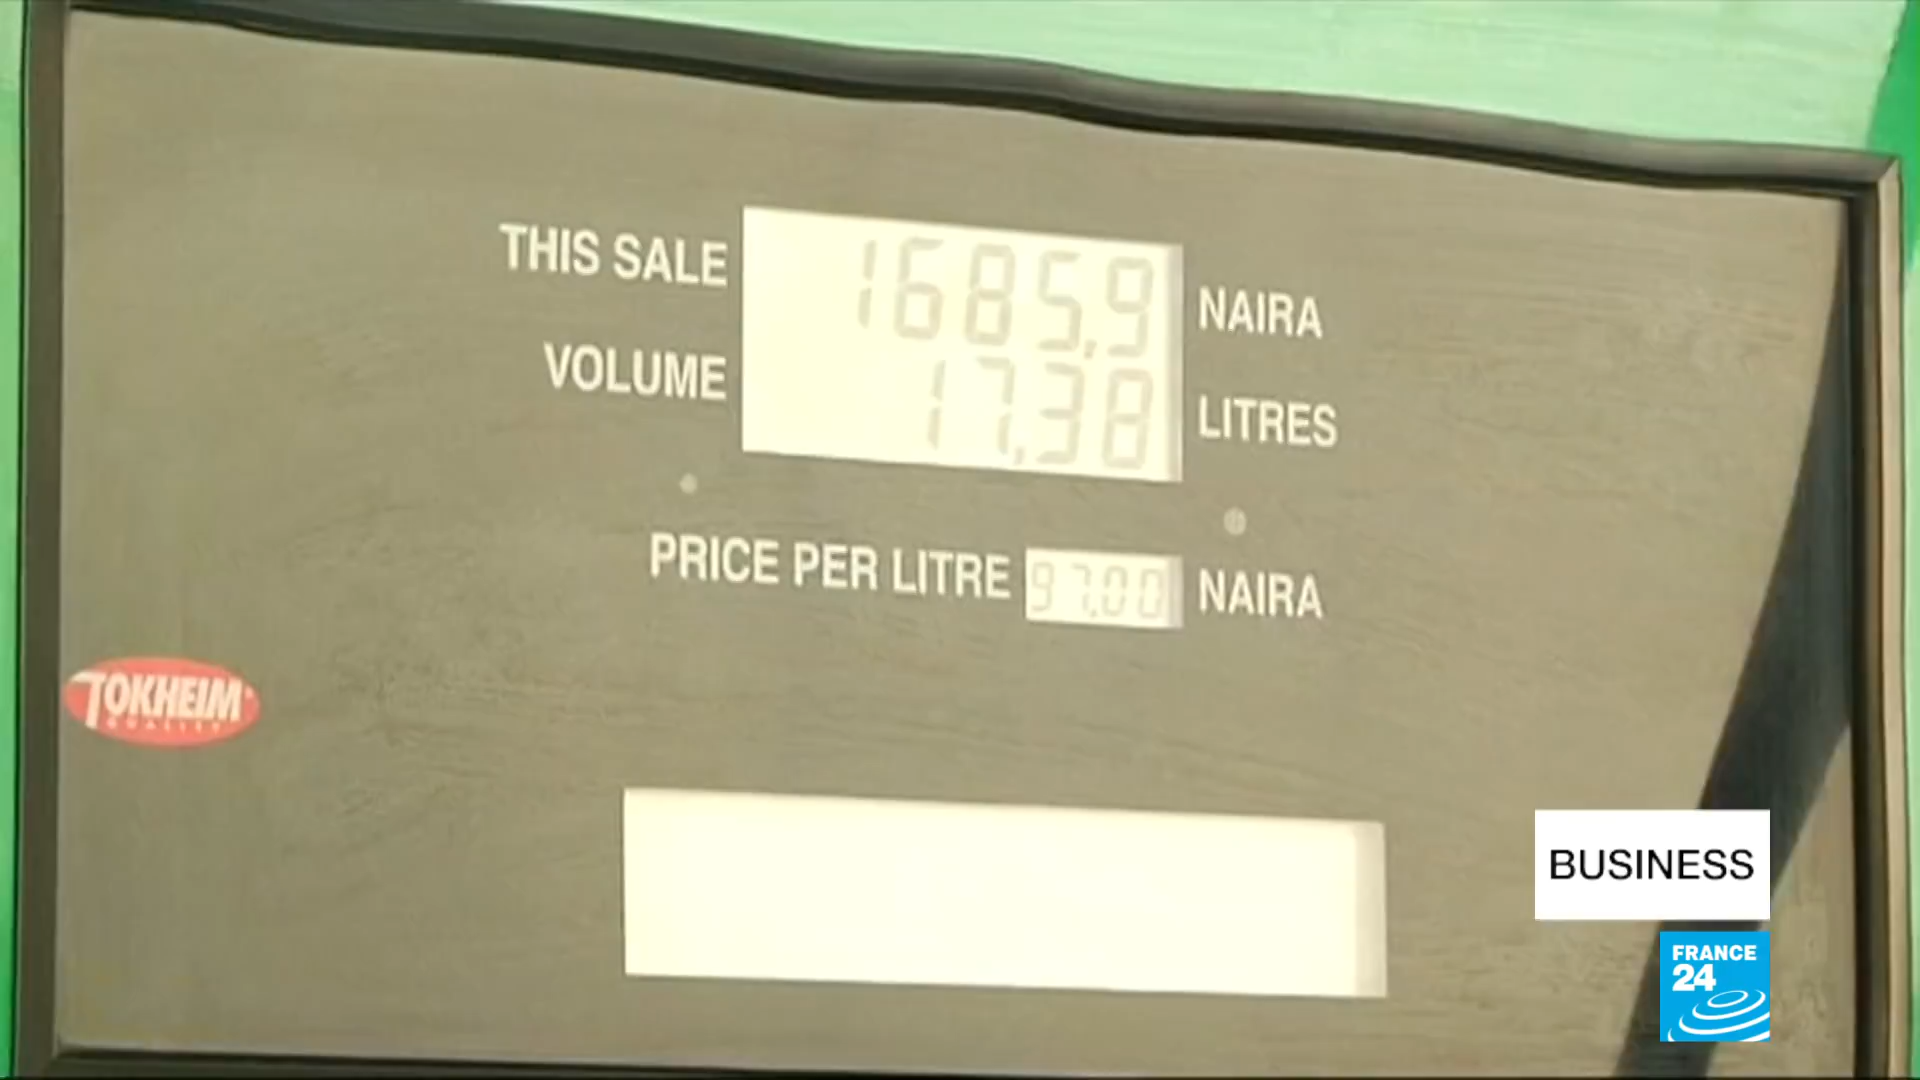 THIS SALE 1685,9 NAIRA
VOLUME 17,38 LITRES
PRICE PER LITRE 97.00 NAIRA
TOKHEIM
QUALITY
BUSINESS
FRANCE
24